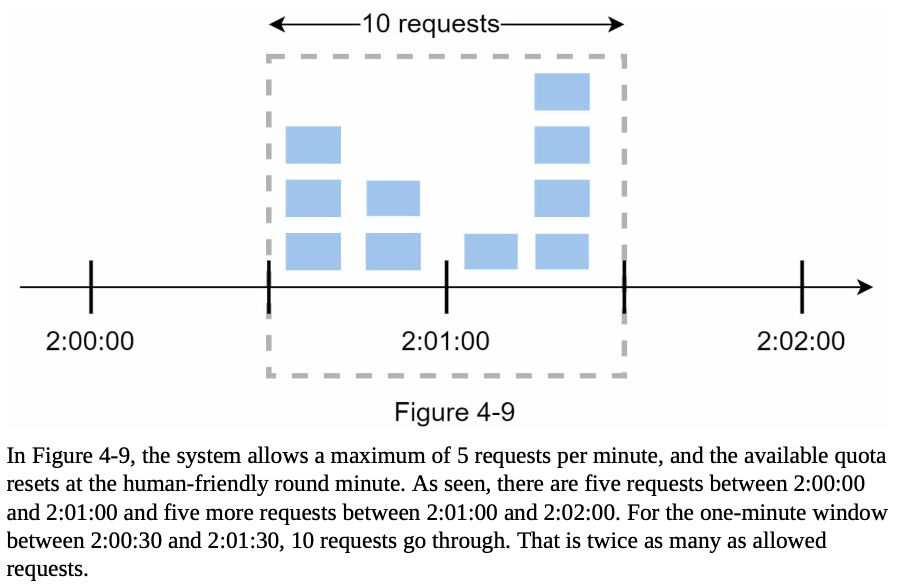 10 requests
2:00:00 2:01:00 2:02:00
Figure 4-9
In Figure 4-9, the system allows a maximum of 5 requests per minute, and the available quota
resets at the human-friendly round minute. As seen, there are five requests between 2:00:00
and 2:01:00 and five more requests between 2:01:00 and 2:02:00. For the one-minute window
between 2:00:30 and 2:01:30, 10 requests go through. That is twice as many as allowed
requests.